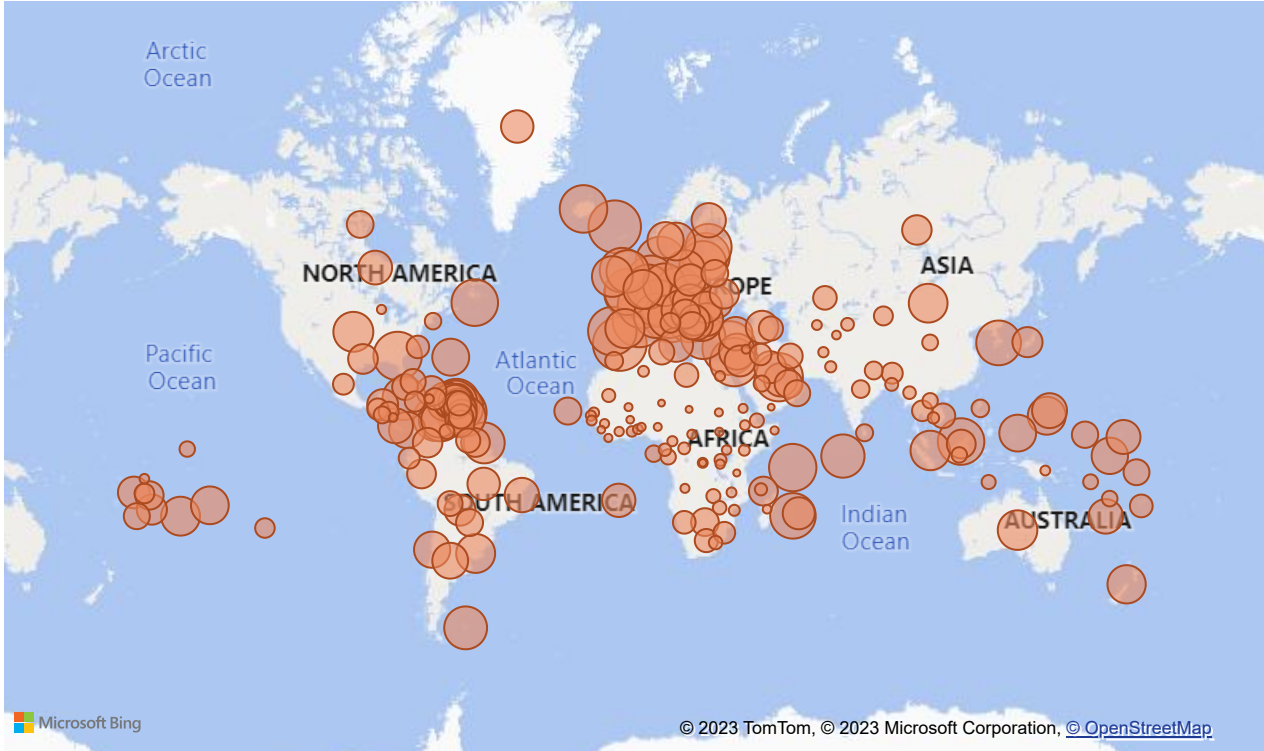 Arctic
Ocean
NORTH AMERICA
OPE
ASIA
Pacific
Ocean
Atlantic
Ocean
AFRICA
SOUTH AMERICA
Indian
Ocean
AUSTRALIA
Microsoft Bing
© 2023 TomTom, © 2023 Microsoft Corporation, © OpenStreetMap